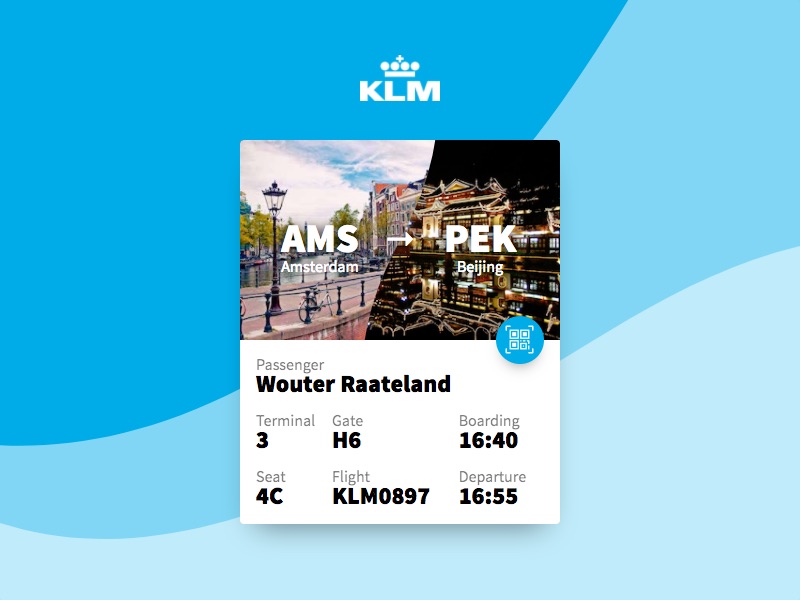 KLM
AMS → PEK
Amsterdam Beijing
Passenger
Wouter Raateland
Terminal Gate Boarding
3 H6 16:40
Seat Flight Departure
4C KLM0897 16:55